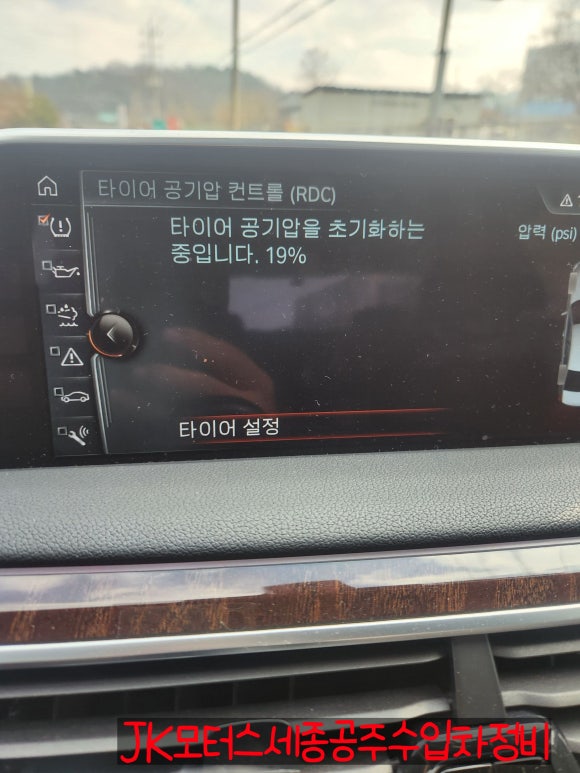 타이어 공기압 컨트롤 (RDC)
타이어 공기압을 초기화하는
중입니다. 19%
압력 (psi)
타이어 설정
JK모터스세종공주수입차정비